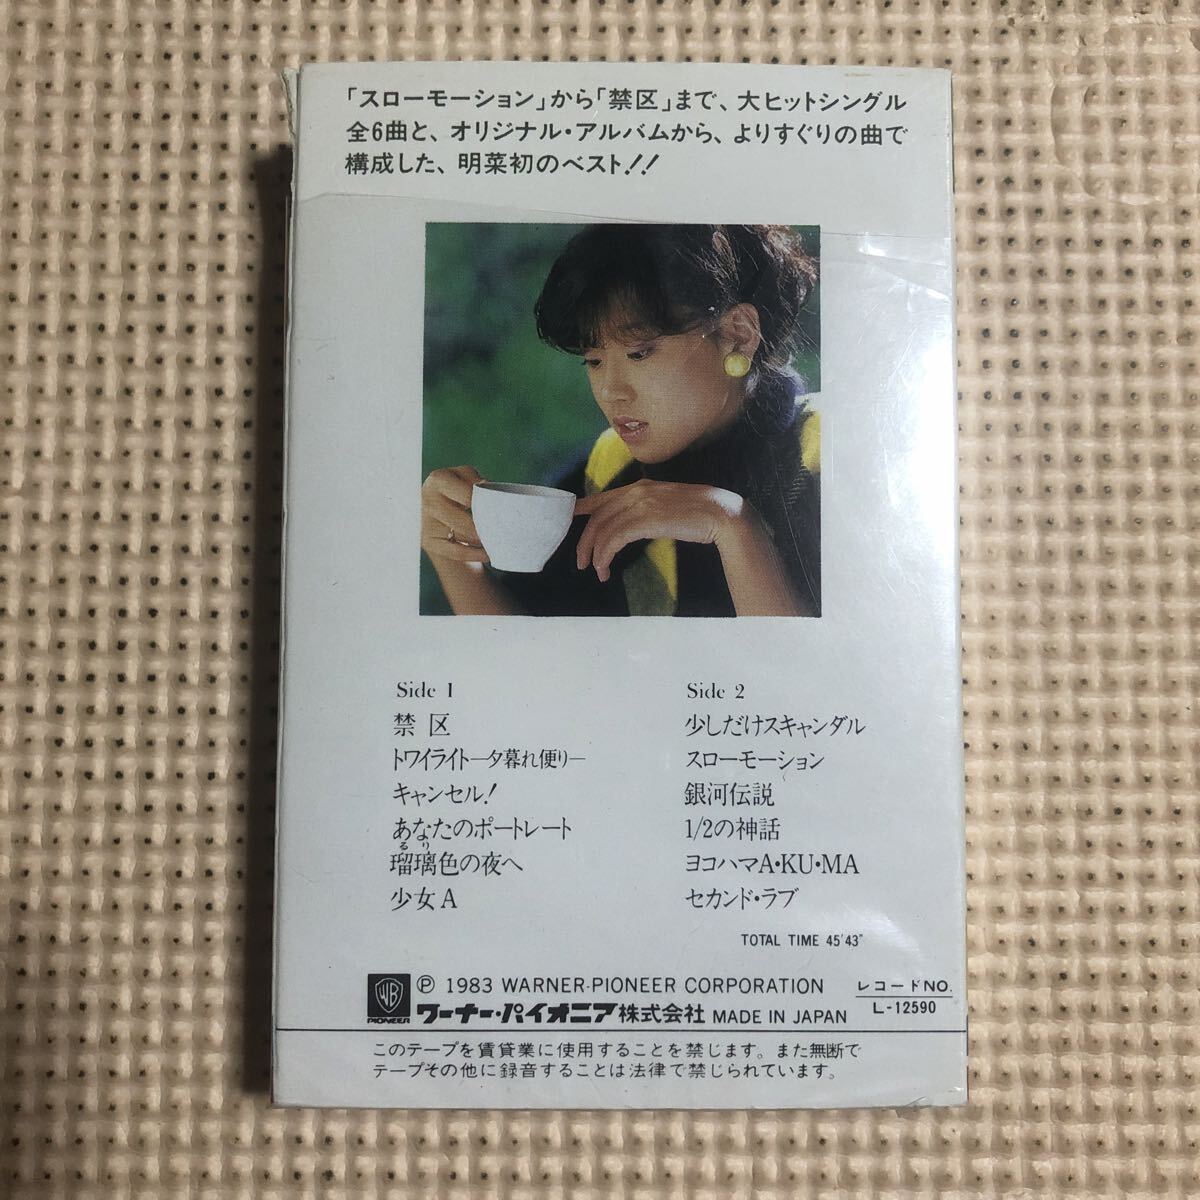 「スローモーション」から「禁区」まで、大ヒットシングル
全6曲と、オリジナル・アルバムから、よりすぐりの曲で
構成した、明菜初のベスト!!
Side 1
禁区
トワイライト—夕暮れ便り—
キャンセル!
あなたのポートレート
るり
瑠璃色の夜へ
少女A
Side 2
少しだけスキャンダル
スローモーション
銀河伝説
1/2の神話
ヨコハマA・KU・MA
セカンド・ラブ
TOTAL TIME 45'43"
WB
PIONEER
℗ 1983 WARNER-PIONEER CORPORATION
ワーナー・パイオニア株式会社 MADE IN JAPAN
レコードNO.
L-12590
このテープを賃貸業に使用することを禁じます。また無断で
テープその他に録音することは法律で禁じられています。